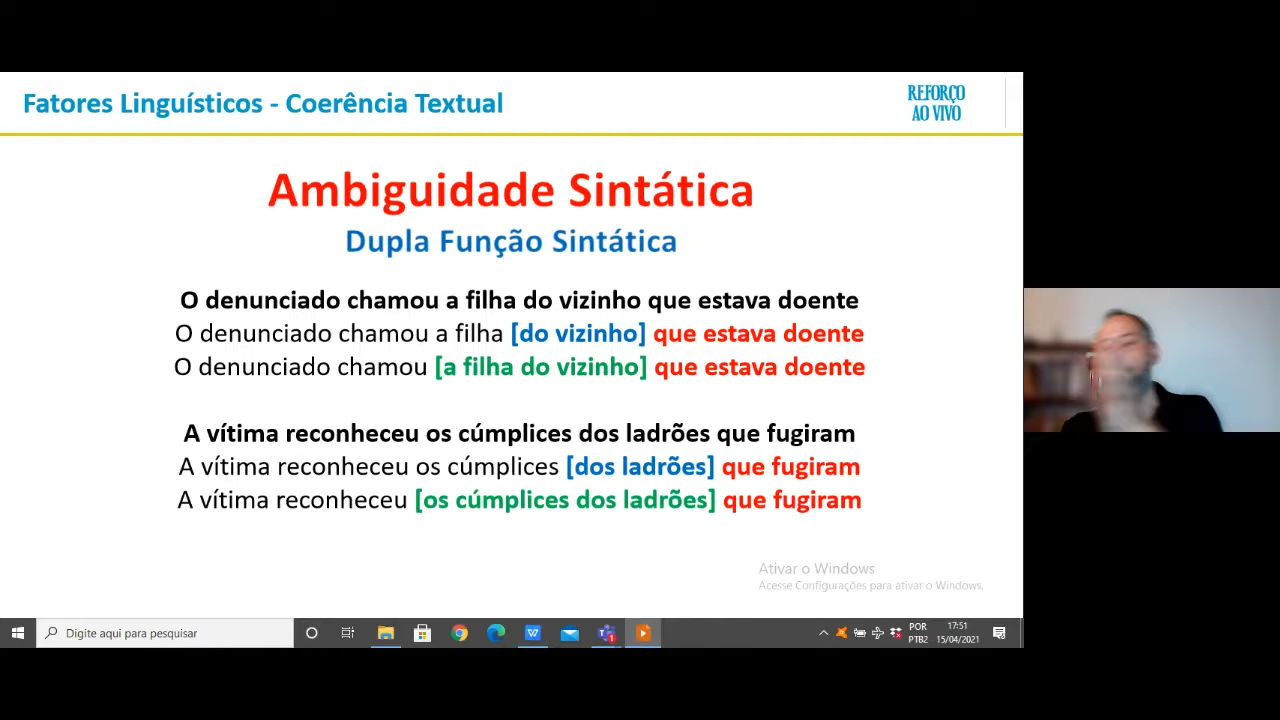 Fatores Linguísticos - Coerência Textual
REFORÇO
AO VIVO
Ambiguidade Sintática
Dupla Função Sintática
O denunciado chamou a filha do vizinho que estava doente
O denunciado chamou a filha [do vizinho] que estava doente
O denunciado chamou [a filha do vizinho] que estava doente
A vítima reconheceu os cúmplices dos ladrões que fugiram
A vítima reconheceu os cúmplices [dos ladrões] que fugiram
A vítima reconheceu [os cúmplices dos ladrões] que fugiram
Ativar o Windows
Acesse Configurações para ativar o Windows.
Digite aqui para pesquisar
POR
PTB2
17:51
15/04/2021